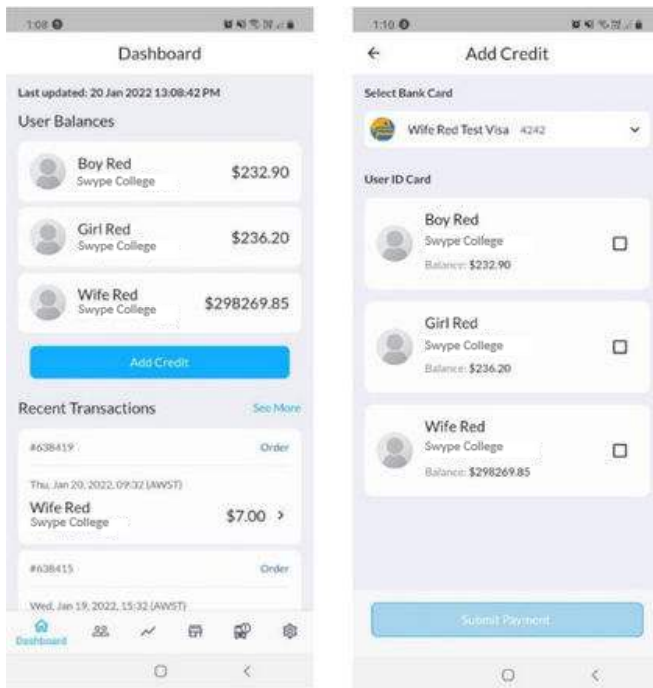 1:08
Dashboard
Last updated: 20 Jan 2022 13:08:42 PM
User Balances
Boy Red
Swype College
$232.90
Girl Red
Swype College
$236.20
Wife Red
Swype College
$298269.85
Add Credit
Recent Transactions
See More
#638419
Order
Thu, Jan 20, 2022, 09:32 (AWST)
Wife Red
Swype College
$7.00
#638415
Order
Wed, Jan 19, 2022, 15:32 (AWST)
Dashboard
1:10
Add Credit
Select Bank Card
Wife Red Test Visa 4242
User ID Card
Boy Red
Swype College
Balance: $232.90
Girl Red
Swype College
Balance: $236.20
Wife Red
Swype College
Balance: $298269.85
Submit Payment